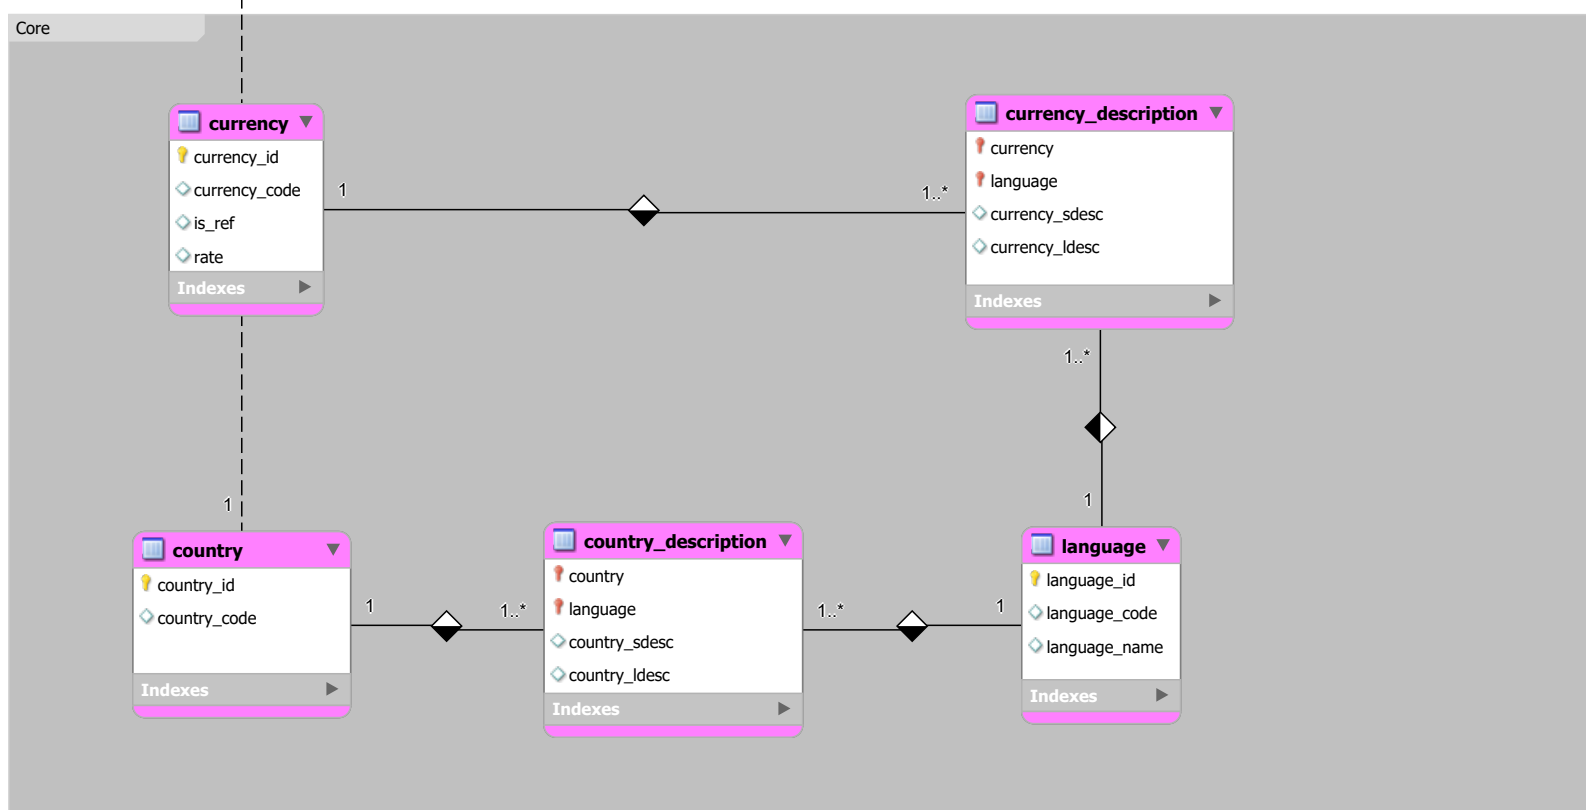 Core
currency
currency_id
currency_code
is_ref
rate
Indexes
1
1..*
currency_description
currency
language
currency_sdesc
currency_ldesc
Indexes
1..*
1
1
country
country_id
country_code
Indexes
1
1..*
country_description
country
language
country_sdesc
country_ldesc
Indexes
1..*
1
language
language_id
language_code
language_name
Indexes